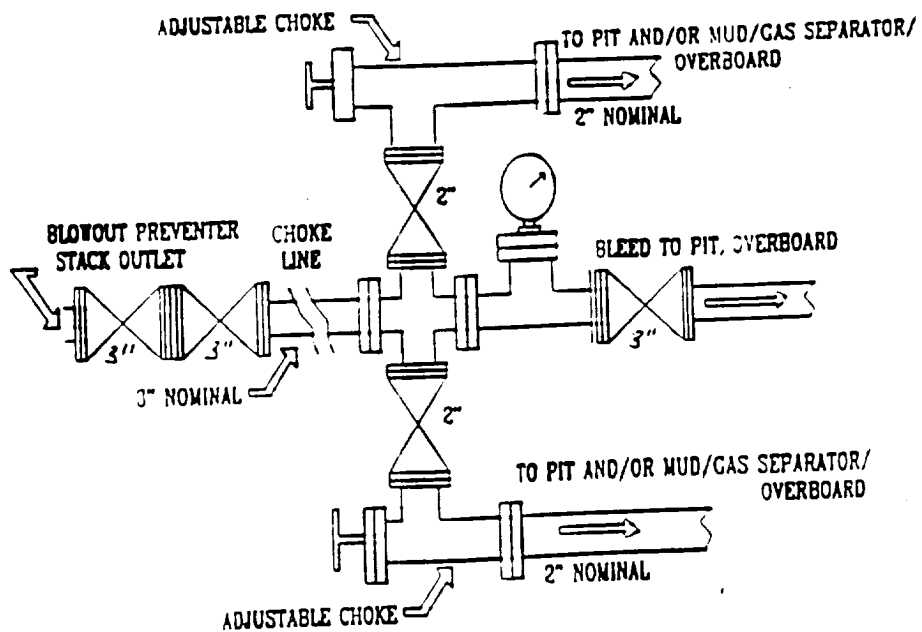 ADJUSTABLE CHOKE
TO PIT AND/OR MUD/GAS SEPARATOR/
OVERBOARD
2" NOMINAL
2"
BLOWOUT PREVENTER
STACK OUTLET
CHOKE
LINE
BLEED TO PIT, OVERBOARD
3"
3"
3"
3" NOMINAL
2"
TO PIT AND/OR MUD/GAS SEPARATOR/
OVERBOARD
2" NOMINAL
ADJUSTABLE CHOKE